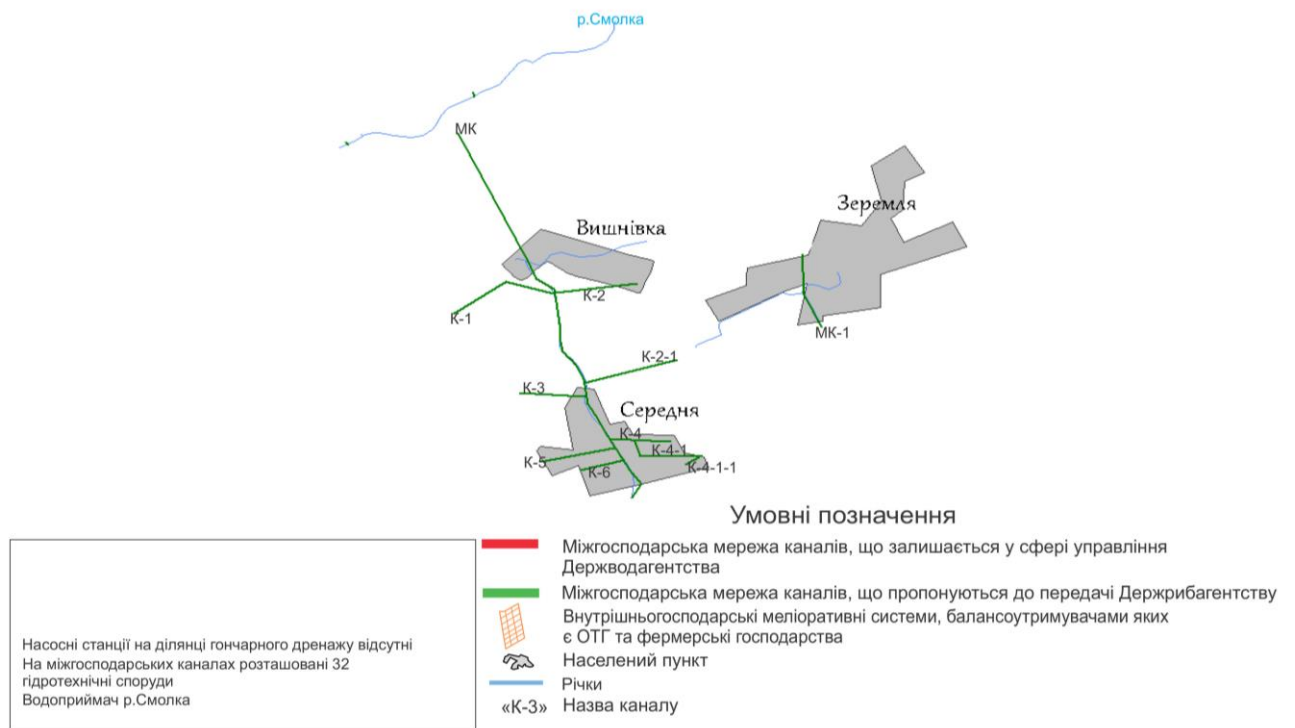 р.Смолка
МК
Зеремля
Вишнівка
К-2
К-1
МК-1
К-2-1
К-3
Середня
К-4
К-4-1
К-5
К-6
К-4-1-1
Умовні позначення
Міжгосподарська мережа каналів, що залишається у сфері управління
Держводагентства
Міжгосподарська мережа каналів, що пропонуються до передачі Держрибагентству
Внутрішньогосподарські меліоративні системи, балансоутримувачами яких
є ОТГ та фермерські господарства
Населений пункт
Річки
«К-3» Назва каналу
Насосні станції на ділянці гончарного дренажу відсутні
На міжгосподарських каналах розташовані 32
гідротехнічні споруди
Водоприймач р.Смолка